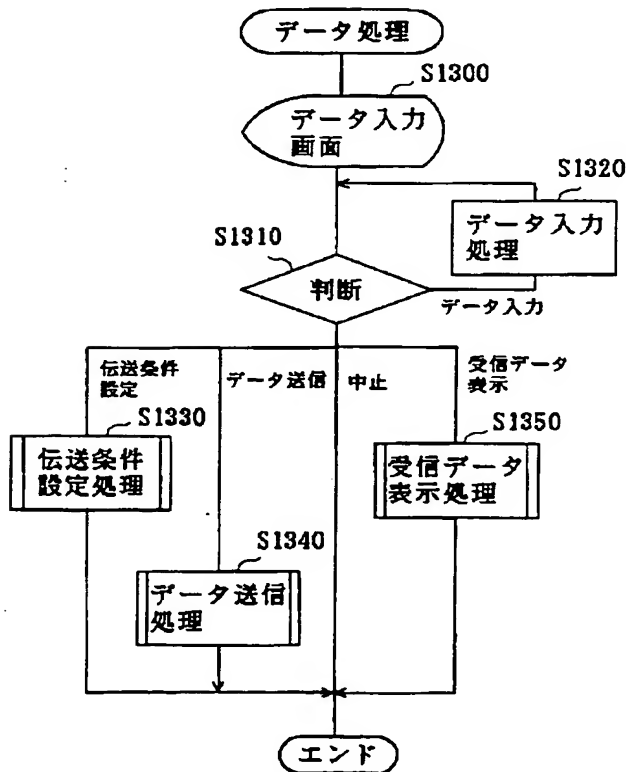 データ処理
S1300
データ入力
画面
S1320
データ入力
処理
S1310
判断
データ入力
伝送条件
設定
データ送信
中止
受信データ
表示
S1330
伝送条件
設定処理
S1350
受信データ
表示処理
S1340
データ送信
処理
エンド